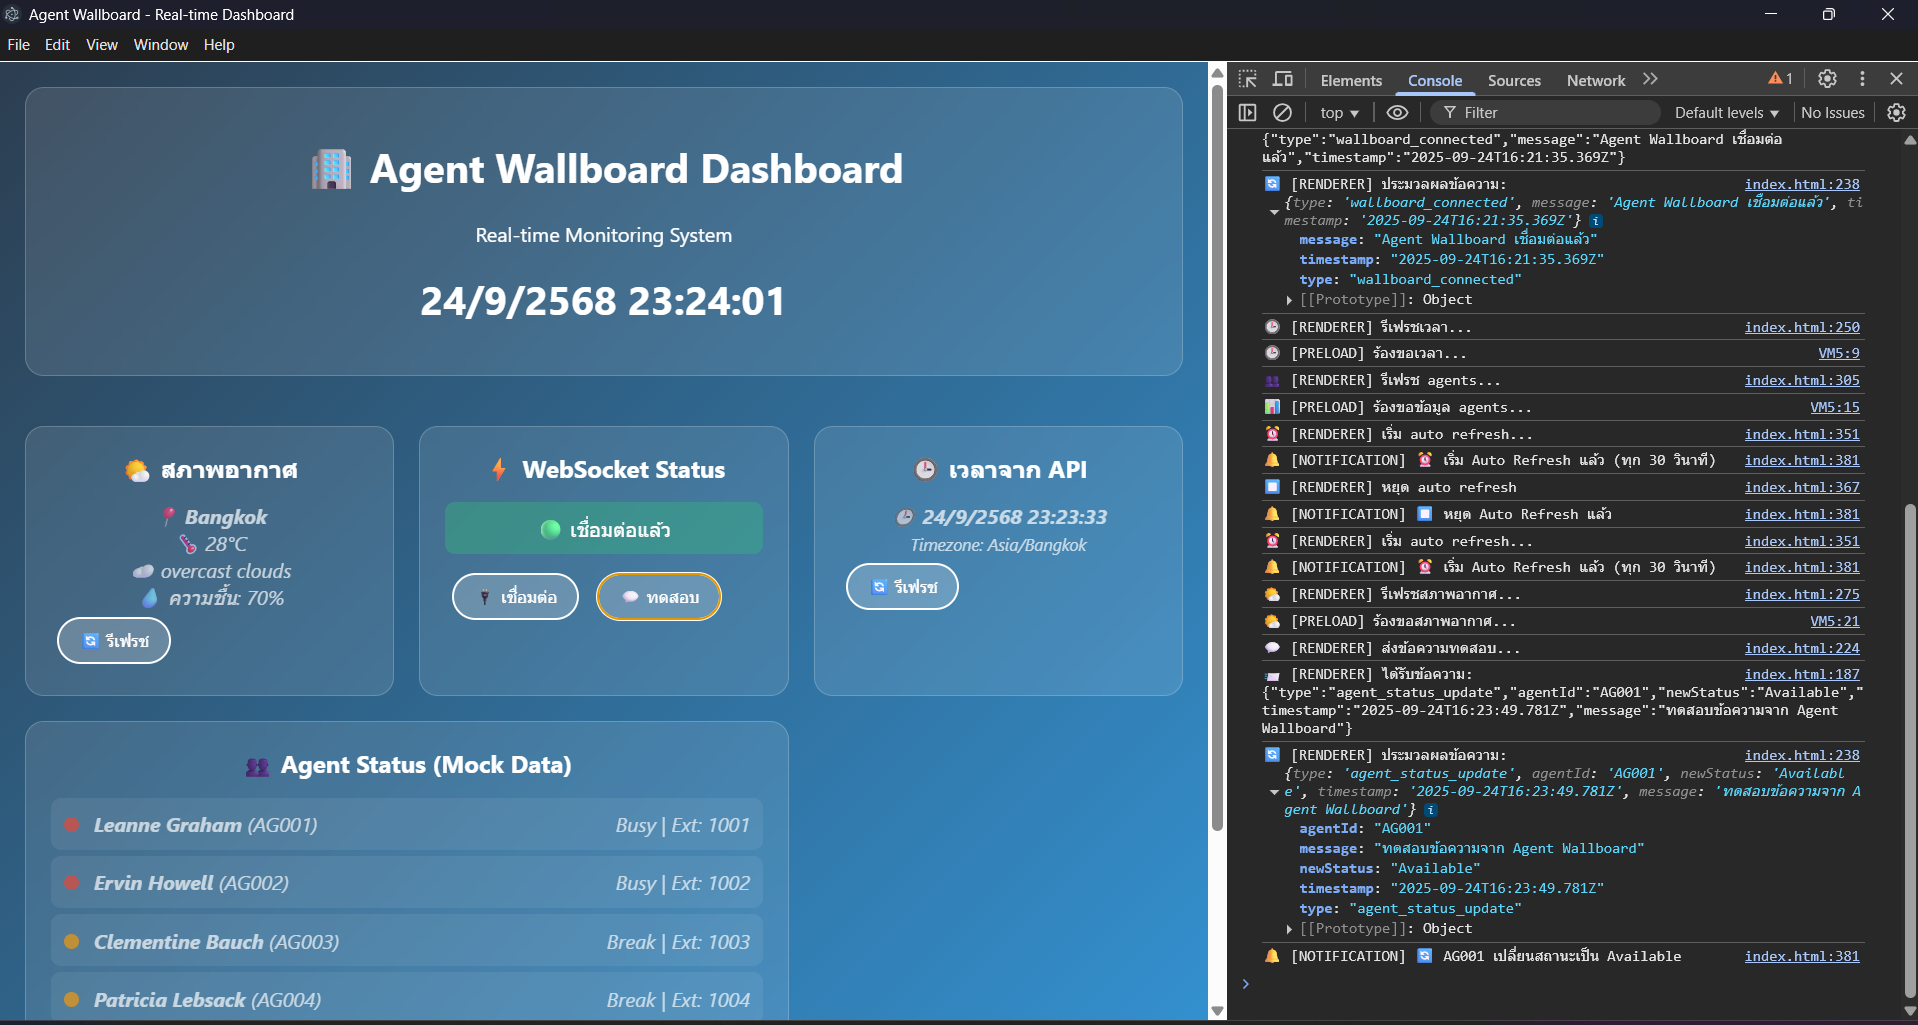 Agent Wallboard - Real-time Dashboard
File Edit View Window Help
Agent Wallboard Dashboard
Real-time Monitoring System
24/9/2568 23:24:01
สภาพอากาศ
Bangkok
28°C
overcast clouds
ความชื้น: 70%
รีเฟรช
WebSocket Status
เชื่อมต่อแล้ว
เชื่อมต่อ ทดสอบ
เวลาจาก API
24/9/2568 23:23:33
Timezone: Asia/Bangkok
รีเฟรช
Agent Status (Mock Data)
Leanne Graham (AG001) Busy | Ext: 1001
Ervin Howell (AG002) Busy | Ext: 1002
Clementine Bauch (AG003) Break | Ext: 1003
Patricia Lebsack (AG004) Break | Ext: 1004
Elements Console Sources Network 1
top Filter Default levels No Issues
{"type":"wallboard_connected","message":"Agent Wallboard เชื่อมต่อ
แล้ว","timestamp":"2025-09-24T16:21:35.369Z"}
[RENDERER] ประมวลผลข้อความ: index.html:238
{type: 'wallboard_connected', message: 'Agent Wallboard เชื่อมต่อแล้ว', ti
mestamp: '2025-09-24T16:21:35.369Z'}
message: "Agent Wallboard เชื่อมต่อแล้ว"
timestamp: "2025-09-24T16:21:35.369Z"
type: "wallboard_connected"
[[Prototype]]: Object
[RENDERER] รีเฟรชเวลา... index.html:250
[PRELOAD] ร้องขอเวลา... VM5:9
[RENDERER] รีเฟรช agents... index.html:305
[PRELOAD] ร้องขอข้อมูล agents... VM5:15
[RENDERER] เริ่ม auto refresh... index.html:351
[NOTIFICATION] เริ่ม Auto Refresh แล้ว (ทุก 30 วินาที) index.html:381
[RENDERER] หยุด auto refresh index.html:367
[NOTIFICATION] หยุด Auto Refresh แล้ว index.html:381
[RENDERER] เริ่ม auto refresh... index.html:351
[NOTIFICATION] เริ่ม Auto Refresh แล้ว (ทุก 30 วินาที) index.html:381
[RENDERER] รีเฟรชสภาพอากาศ... index.html:275
[PRELOAD] ร้องขอสภาพอากาศ... VM5:21
[RENDERER] ส่งข้อความทดสอบ... index.html:224
[RENDERER] ได้รับข้อความ: index.html:187
{"type":"agent_status_update","agentId":"AG001","newStatus":"Available","
timestamp":"2025-09-24T16:23:49.781Z","message":"ทดสอบข้อความจาก Agent
Wallboard"}
[RENDERER] ประมวลผลข้อความ: index.html:238
{type: 'agent_status_update', agentId: 'AG001', newStatus: 'Availabl
e', timestamp: '2025-09-24T16:23:49.781Z', message: 'ทดสอบข้อความจาก A
gent Wallboard'}
agentId: "AG001"
message: "ทดสอบข้อความจาก Agent Wallboard"
newStatus: "Available"
timestamp: "2025-09-24T16:23:49.781Z"
type: "agent_status_update"
[[Prototype]]: Object
[NOTIFICATION] AG001 เปลี่ยนสถานะเป็น Available index.html:381